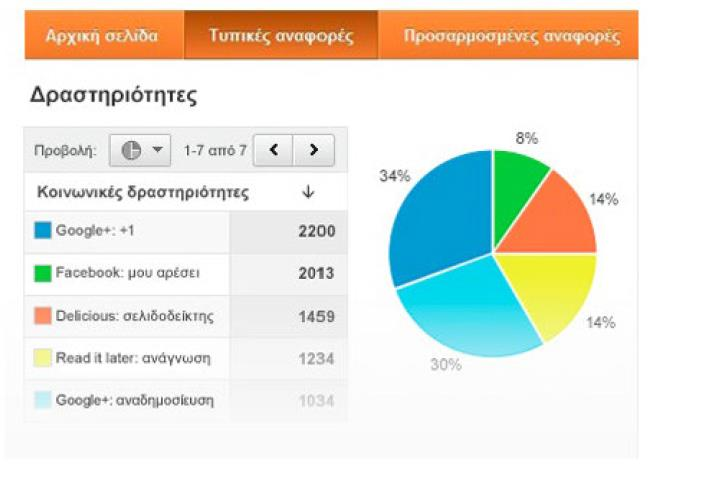 Αρχική σελίδα Τυπικές αναφορές Προσαρμοσμένες αναφορές
Δραστηριότητες
Προβολή: 1-7 από 7
Κοινωνικές δραστηριότητες
Google+: +1 2200
Facebook: μου αρέσει 2013
Delicious: σελιδοδείκτης 1459
Read it later: ανάγνωση 1234
Google+: αναδημοσίευση 1034
8%
34%
14%
14%
30%